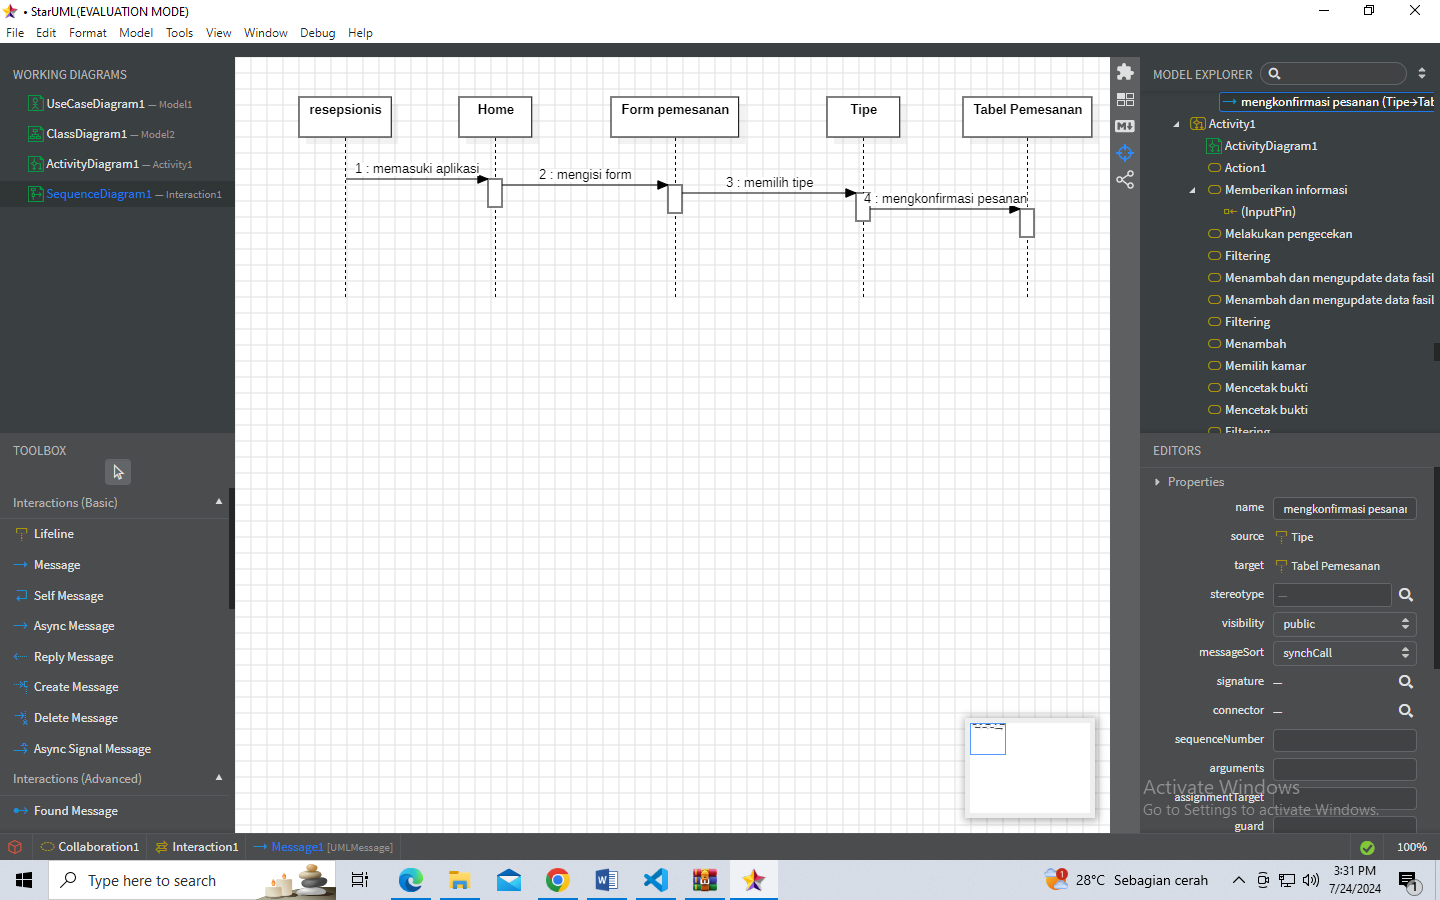 • StarUML(EVALUATION MODE)
File Edit Format Model Tools View Window Debug Help
WORKING DIAGRAMS
UseCaseDiagram1 — Model1
ClassDiagram1 — Model2
ActivityDiagram1 — Activity1
SequenceDiagram1 — Interaction1
TOOLBOX
Interactions (Basic)
Lifeline
Message
Self Message
Async Message
Reply Message
Create Message
Delete Message
Async Signal Message
Interactions (Advanced)
Found Message
resepsionis
Home
Form pemesanan
Tipe
Tabel Pemesanan
1 : memasuki aplikasi
2 : mengisi form
3 : memilih tipe
4 : mengkonfirmasi pesanan
MODEL EXPLORER
mengkonfirmasi pesanan (Tipe→Tab
Activity1
ActivityDiagram1
Action1
Memberikan informasi
(InputPin)
Melakukan pengecekan
Filtering
Menambah dan mengupdate data fasil
Menambah dan mengupdate data fasil
Filtering
Menambah
Memilih kamar
Mencetak bukti
Mencetak bukti
Filtering
EDITORS
Properties
name mengkonfirmasi pesanan
source Tipe
target Tabel Pemesanan
stereotype —
visibility public
messageSort synchCall
signature —
connector —
sequenceNumber
arguments
assignmentTarget
guard
Activate Windows
Go to Settings to activate Windows.
Collaboration1 Interaction1 Message1 [UMLMessage] 100%
Type here to search
28°C Sebagian cerah
3:31 PM
7/24/2024
1
1